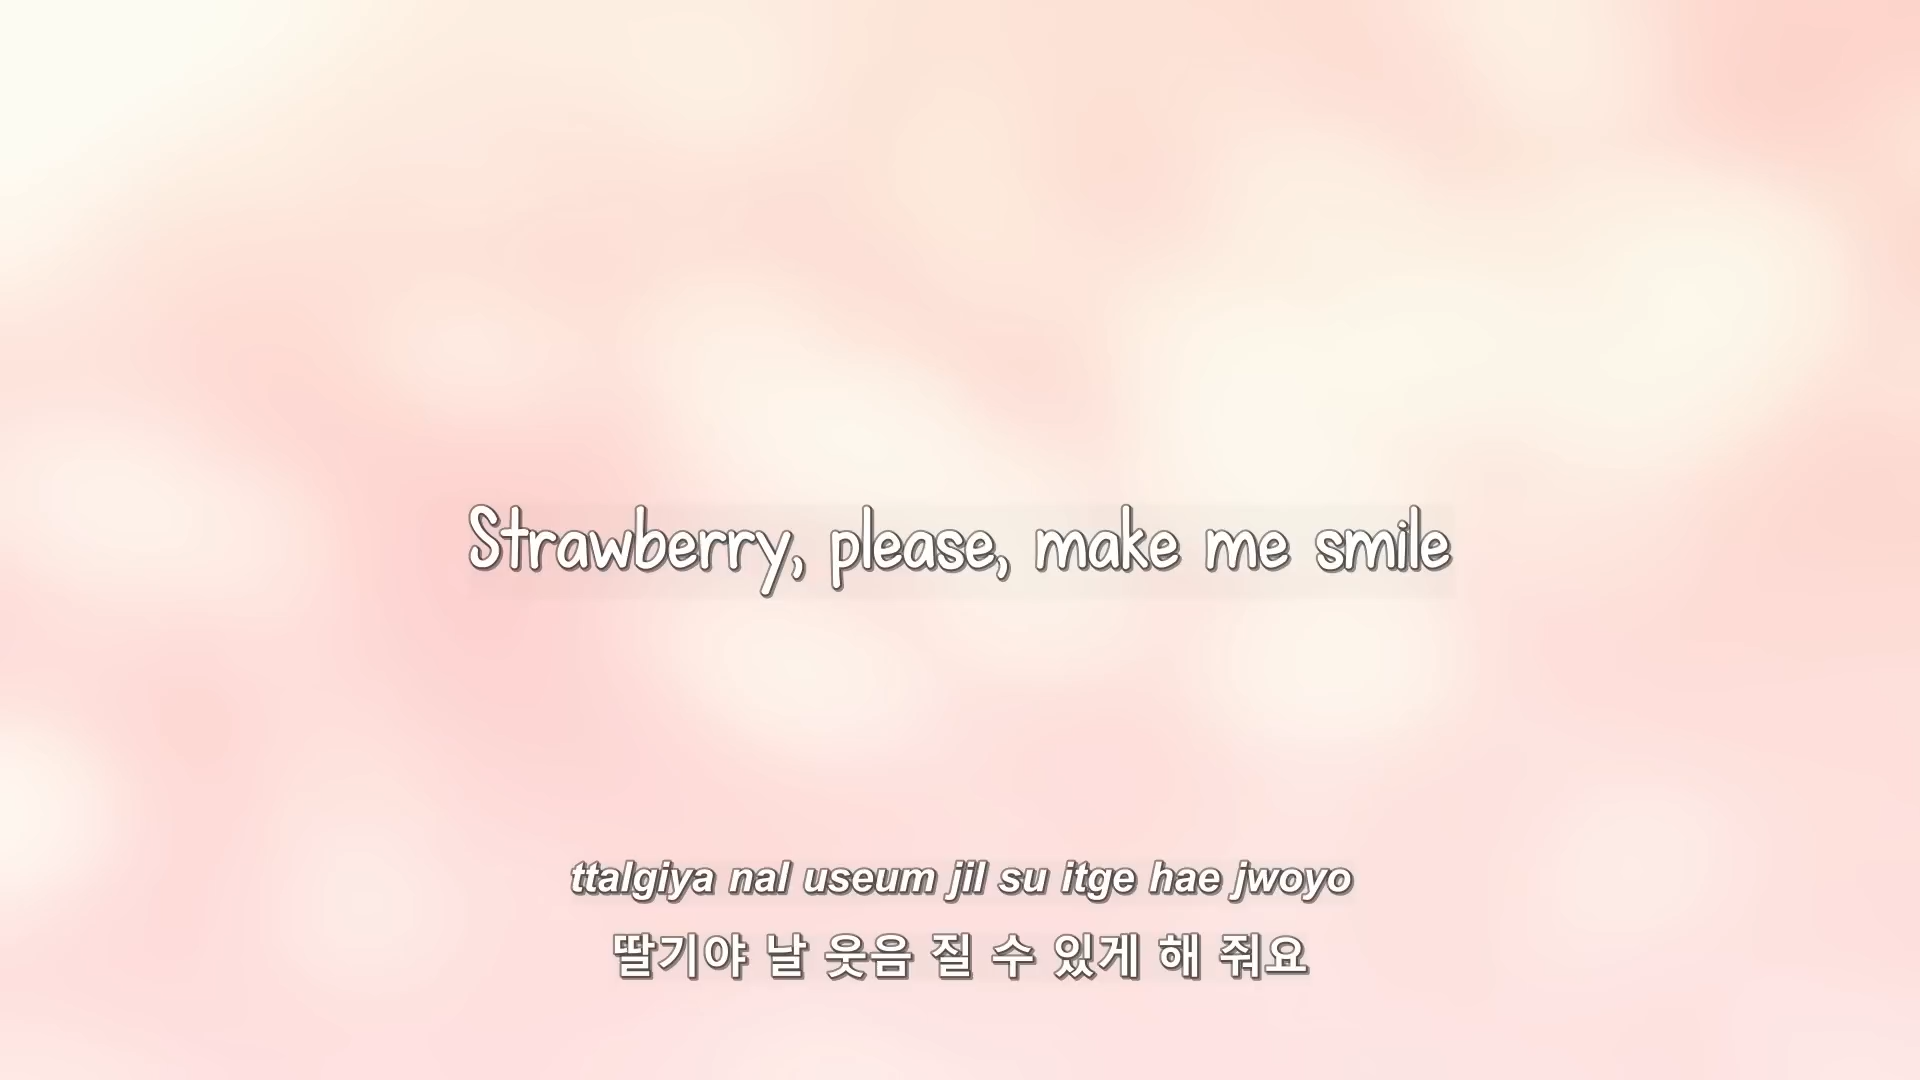 Strawberry, please, make me smile
ttalgiya nal useum jil su itge hae jwoyo
딸기야 날 웃음 질 수 있게 해 줘요